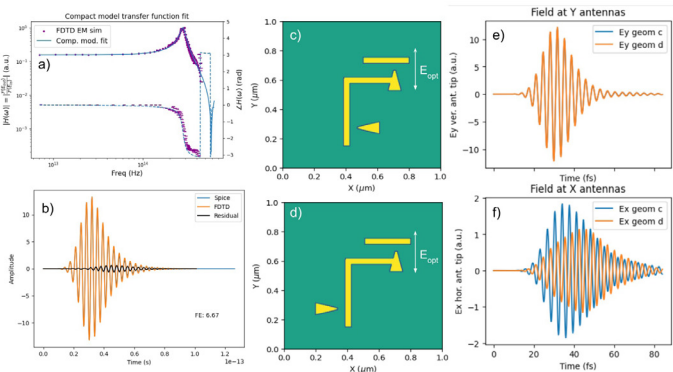 Compact model transfer function fit
FDTD EM sim
Comp. mod. fit
a)
∠H(ω) (rad)
Freq (Hz)
b)
Spice
FDTD
Residual
Amplitude
FE: 6.67
Time (s)
1e−13
c)
E_opt
Y (μm)
X (μm)
d)
E_opt
Y (μm)
X (μm)
Field at Y antennas
e)
Ey geom c
Ey geom d
Ey ver. ant. tip (a.u.)
Time (fs)
Field at X antennas
f)
Ex geom c
Ex geom d
Ex hor. ant. tip (a.u.)
Time (fs)